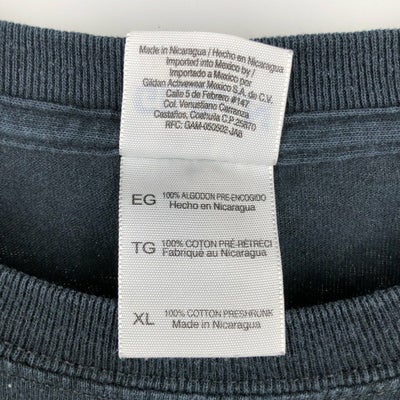 Made in Nicaragua / Hecho en Nicaragua
Imported into Mexico by /
Importado a Mexico por
Gildan Activewear Mexico S.A. de C.V.
Calle 5 de Febrero #147
Col. Venustiano Carranza
Castaños, Coahuila C.P. 25870
RFC: GAM-050502-JA8
EG 100% ALGODON PRE-ENCOGIDO
Hecho en Nicaragua
TG 100% COTON PRÉ-RÉTRÉCI
Fabriqué au Nicaragua
XL 100% COTTON PRESHRUNK
Made in Nicaragua